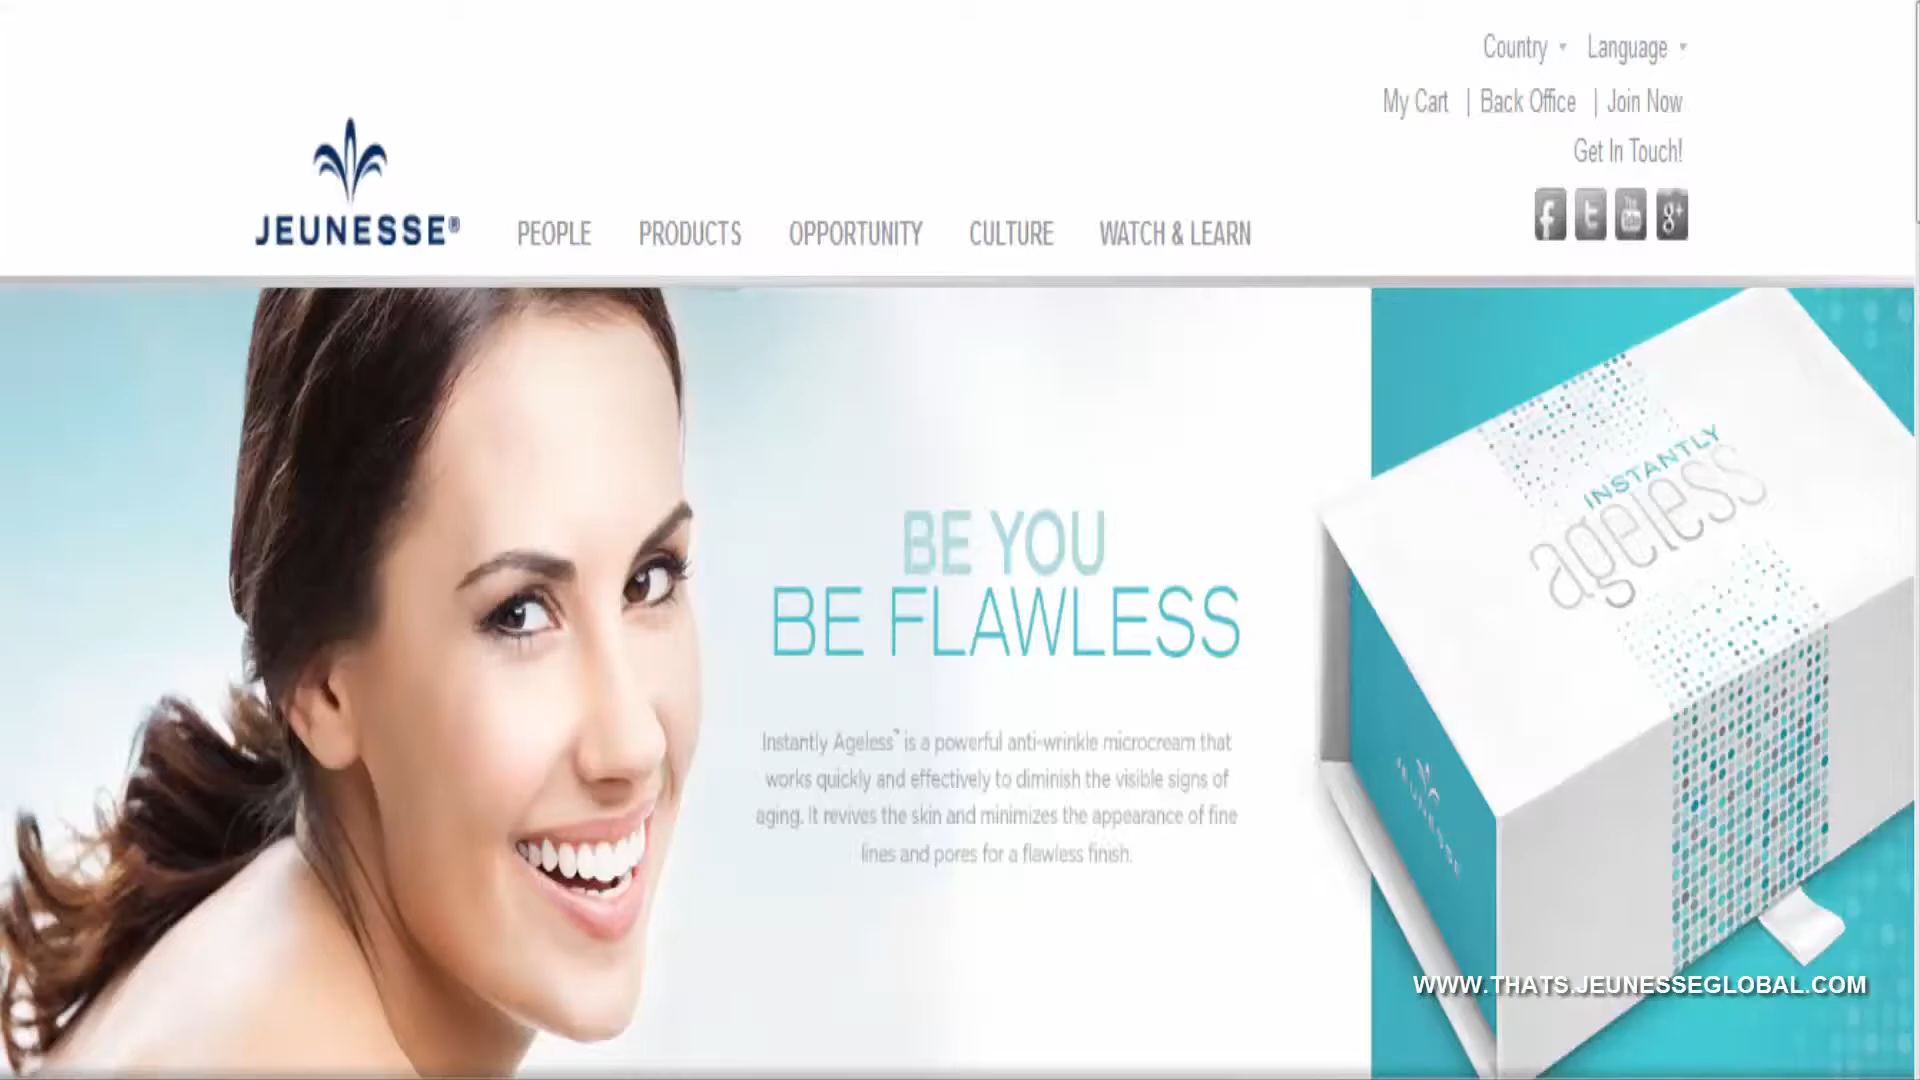 Country
Language
My Cart | Back Office | Join Now
Get In Touch!
JEUNESSE®
PEOPLE
PRODUCTS
OPPORTUNITY
CULTURE
WATCH & LEARN
f
t
You Tube
g+
BE YOU
BE FLAWLESS
Instantly Ageless™ is a powerful anti-wrinkle microcream that
works quickly and effectively to diminish the visible signs of
aging. It revives the skin and minimizes the appearance of fine
lines and pores for a flawless finish.
INSTANTLY
ageless
JEUNESSE
WWW.THATS.JEUNESSEGLOBAL.COM